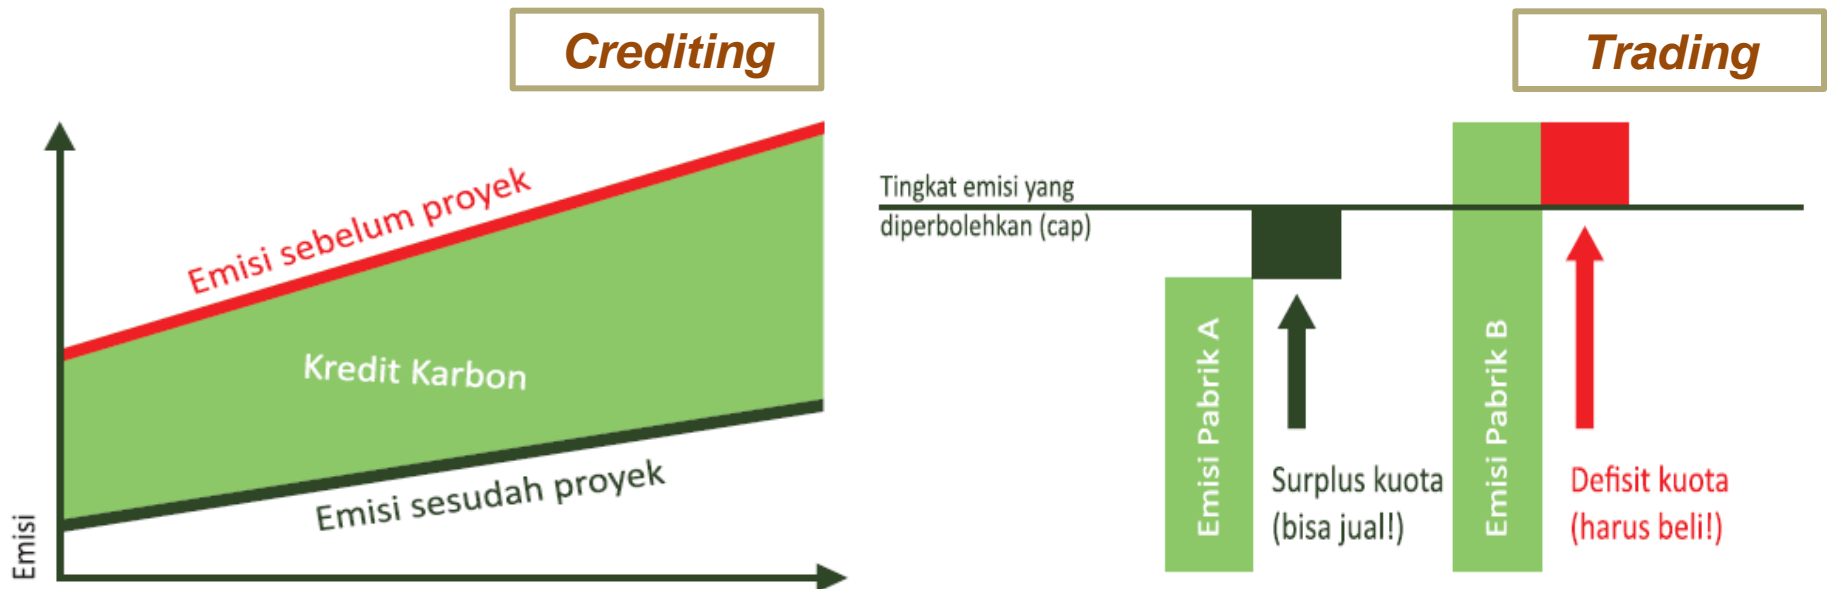 Crediting
Emisi sebelum proyek
Kredit Karbon
Emisi sesudah proyek
Emisi
Trading
Tingkat emisi yang
diperbolehkan (cap)
Emisi Pabrik A
Surplus kuota
(bisa jual!)
Emisi Pabrik B
Defisit kuota
(harus beli!)